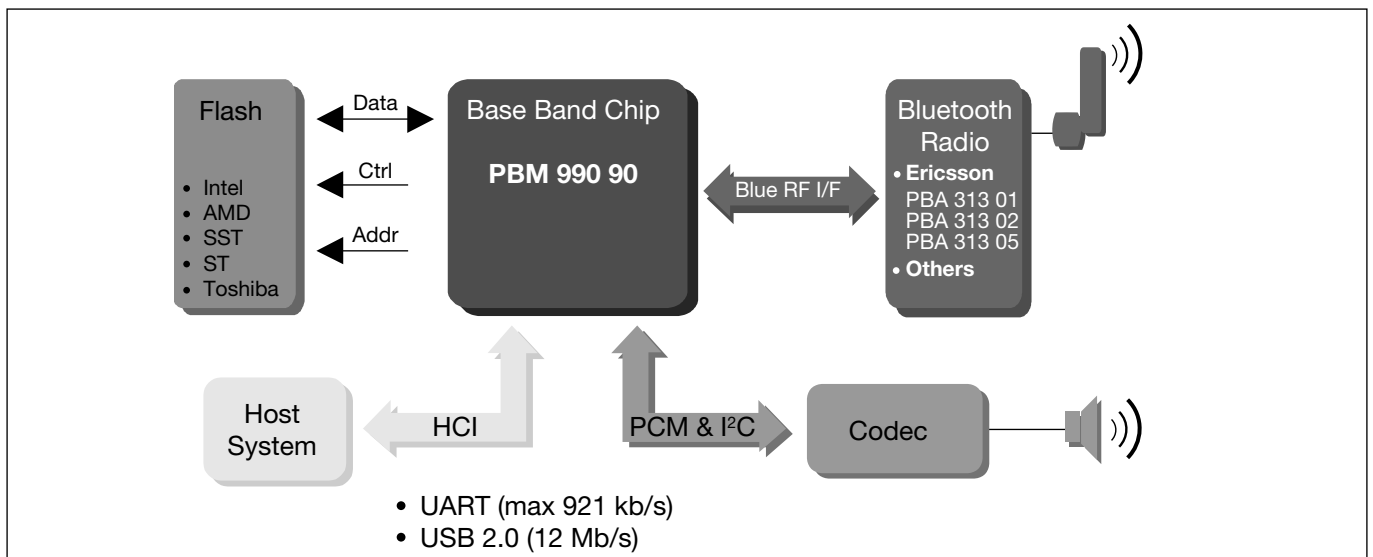 Flash
• Intel
• AMD
• SST
• ST
• Toshiba
Data
Ctrl
Addr
Base Band Chip
PBM 990 90
Blue RF I/F
Bluetooth
Radio
• Ericsson
PBA 313 01
PBA 313 02
PBA 313 05
• Others
Host
System
HCI
PCM & I²C
Codec
• UART (max 921 kb/s)
• USB 2.0 (12 Mb/s)